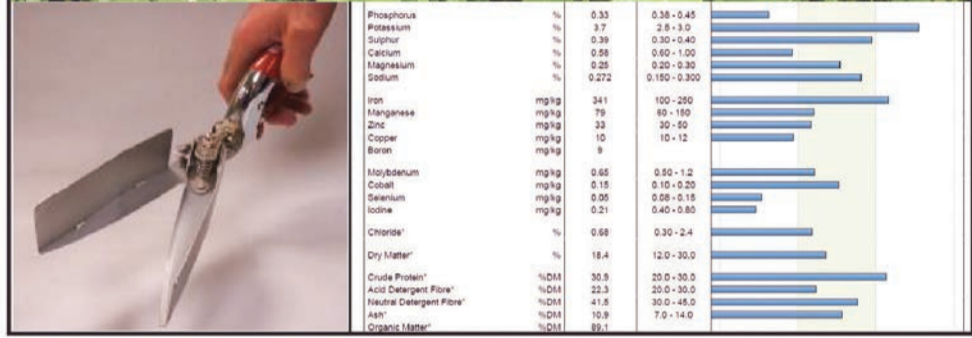 Phosphorus % 0.33 0.38 - 0.45
Potassium % 3.7 2.5 - 3.0
Sulphur % 0.39 0.30 - 0.40
Calcium % 0.58 0.60 - 1.00
Magnesium % 0.25 0.20 - 0.30
Sodium % 0.272 0.150 - 0.300
Iron mg/kg 341 100 - 250
Manganese mg/kg 79 60 - 150
Zinc mg/kg 33 30 - 50
Copper mg/kg 10 10 - 12
Boron mg/kg 9
Molybdenum mg/kg 0.65 0.50 - 1.2
Cobalt mg/kg 0.15 0.10 - 0.20
Selenium mg/kg 0.05 0.08 - 0.15
Iodine mg/kg 0.21 0.40 - 0.80
Chloride* % 0.68 0.30 - 2.4
Dry Matter* % 18.4 12.0 - 30.0
Crude Protein* %DM 30.9 20.0 - 30.0
Acid Detergent Fibre* %DM 22.3 20.0 - 30.0
Neutral Detergent Fibre* %DM 41.5 30.0 - 45.0
Ash* %DM 10.9 7.0 - 14.0
Organic Matter* %DM 89.1